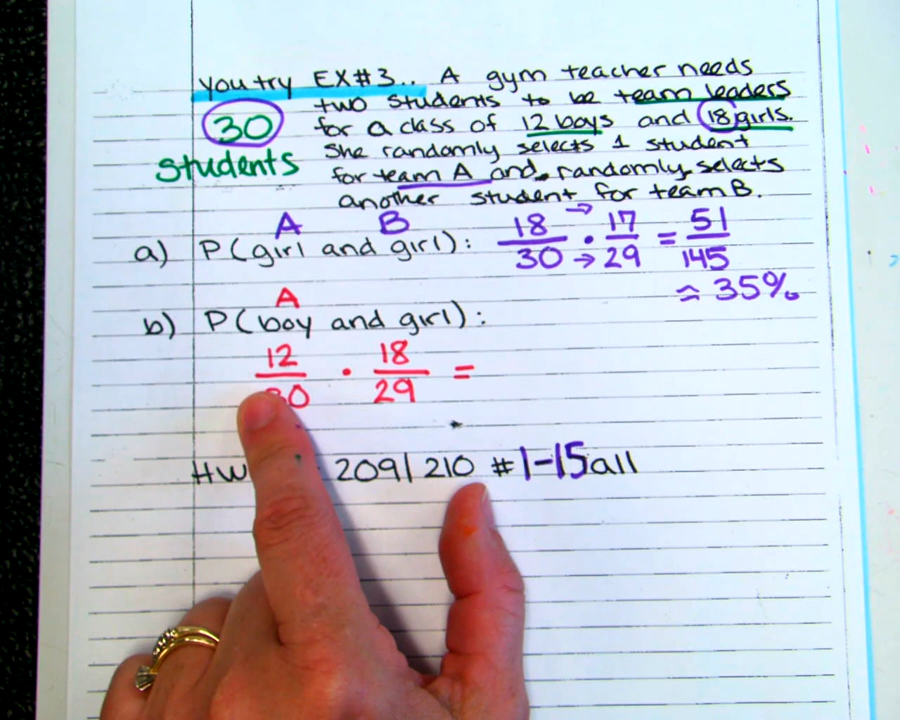 you try EX#3.. A gym teacher needs
two students to be team leaders
30 for a class of 12 boys and 18 girls.
students She randomly selects 1 student
for team A and randomly selects
another student for team B.
A B
a) P(girl and girl): 18/30 → → · 17/29 = 51/145
≈ 35%
A
b) P(boy and girl):
12/30 · 18/29 =
HW 209/210 #1-15 all